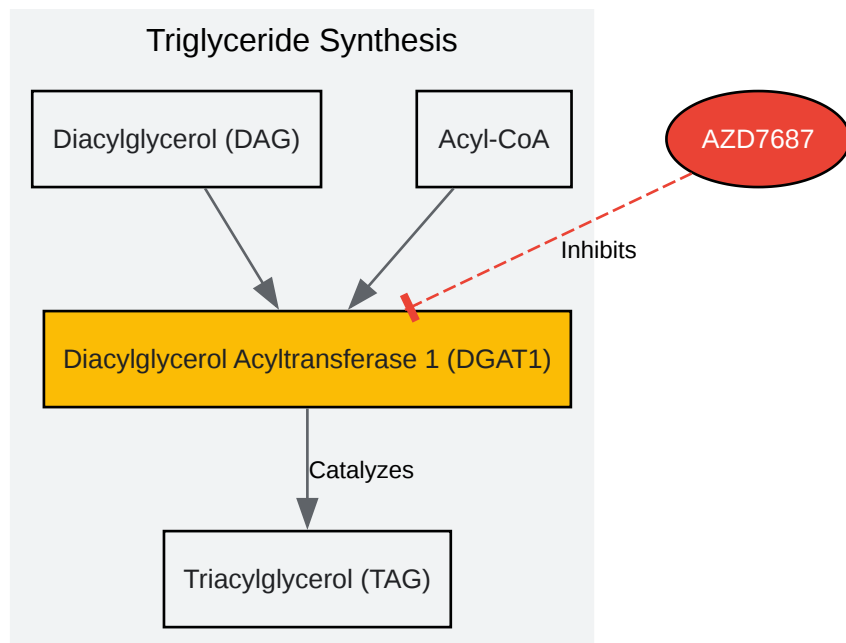 Triglyceride Synthesis
Diacylglycerol (DAG)
Acyl-CoA
AZD7687
Inhibits
Diacylglycerol Acyltransferase 1 (DGAT1)
Catalyzes
Triacylglycerol (TAG)